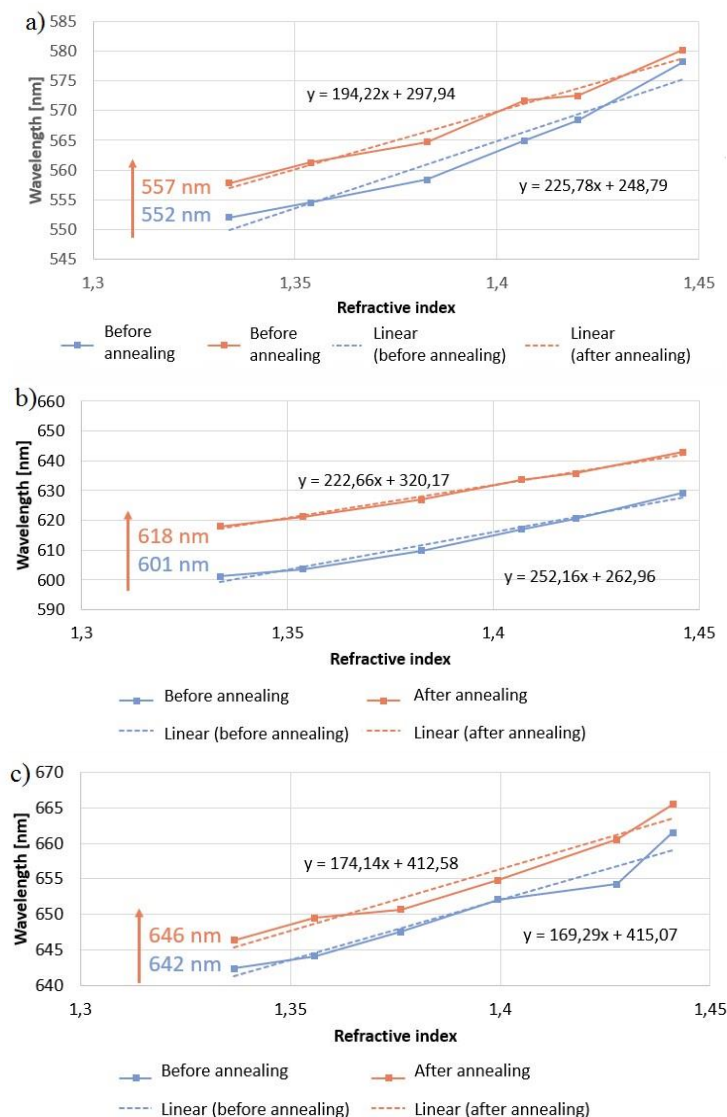 a)
Wavelength [nm]
585
580
575
570
565
560
555
550
545
y = 194,22x + 297,94
557 nm
552 nm
y = 225,78x + 248,79
1,3
1,35
1,4
1,45
Refractive index
Before annealing
Before annealing
Linear (before annealing)
Linear (after annealing)
b)
Wavelength [nm]
660
650
640
630
620
610
600
590
y = 222,66x + 320,17
618 nm
601 nm
y = 252,16x + 262,96
1,3
1,35
1,4
1,45
Refractive index
Before annealing
After annealing
Linear (before annealing)
Linear (after annealing)
c)
Wavelength [nm]
670
665
660
655
650
645
640
y = 174,14x + 412,58
646 nm
642 nm
y = 169,29x + 415,07
1,3
1,35
1,4
1,45
Refractive index
Before annealing
After annealing
Linear (before annealing)
Linear (after annealing)